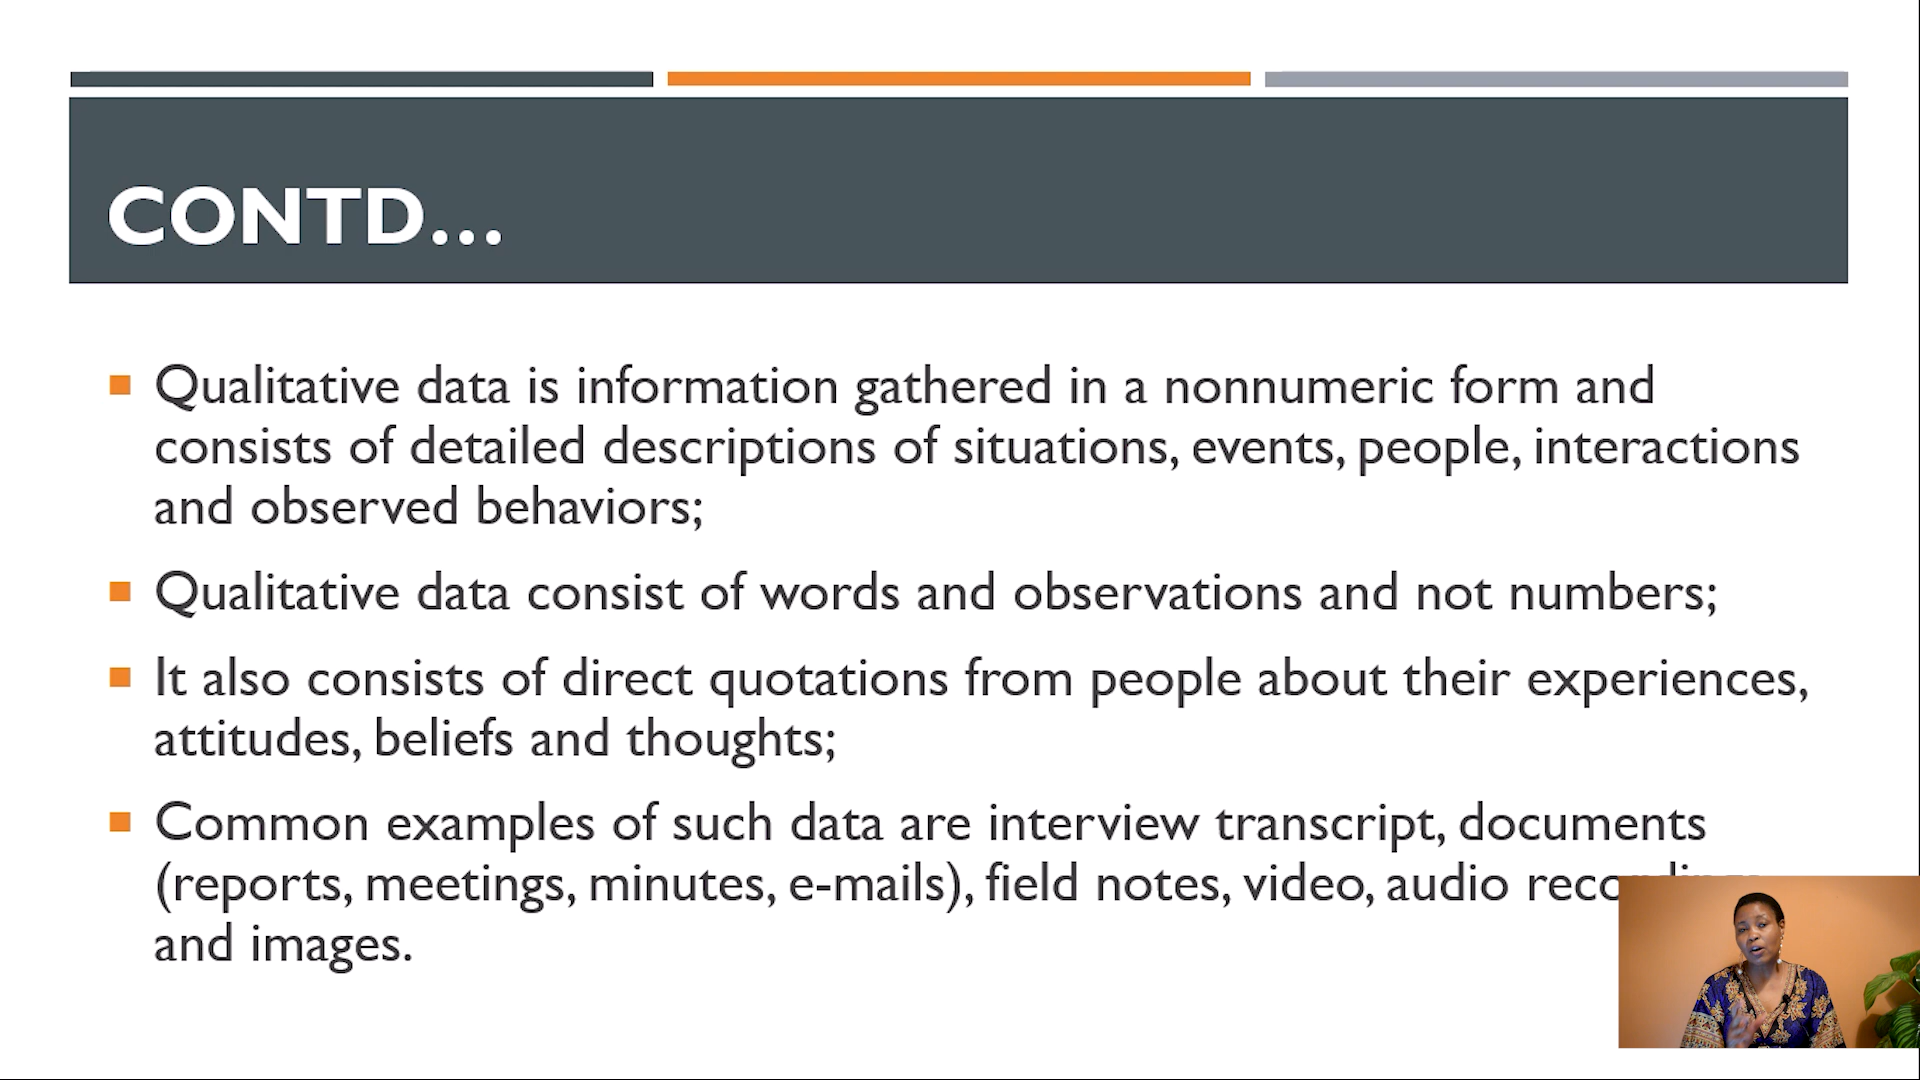 CONTD...
Qualitative data is information gathered in a nonnumeric form and
consists of detailed descriptions of situations, events, people, interactions
and observed behaviors;
Qualitative data consist of words and observations and not numbers;
It also consists of direct quotations from people about their experiences,
attitudes, beliefs and thoughts;
Common examples of such data are interview transcript, documents
(reports, meetings, minutes, e-mails), field notes, video, audio
and images.